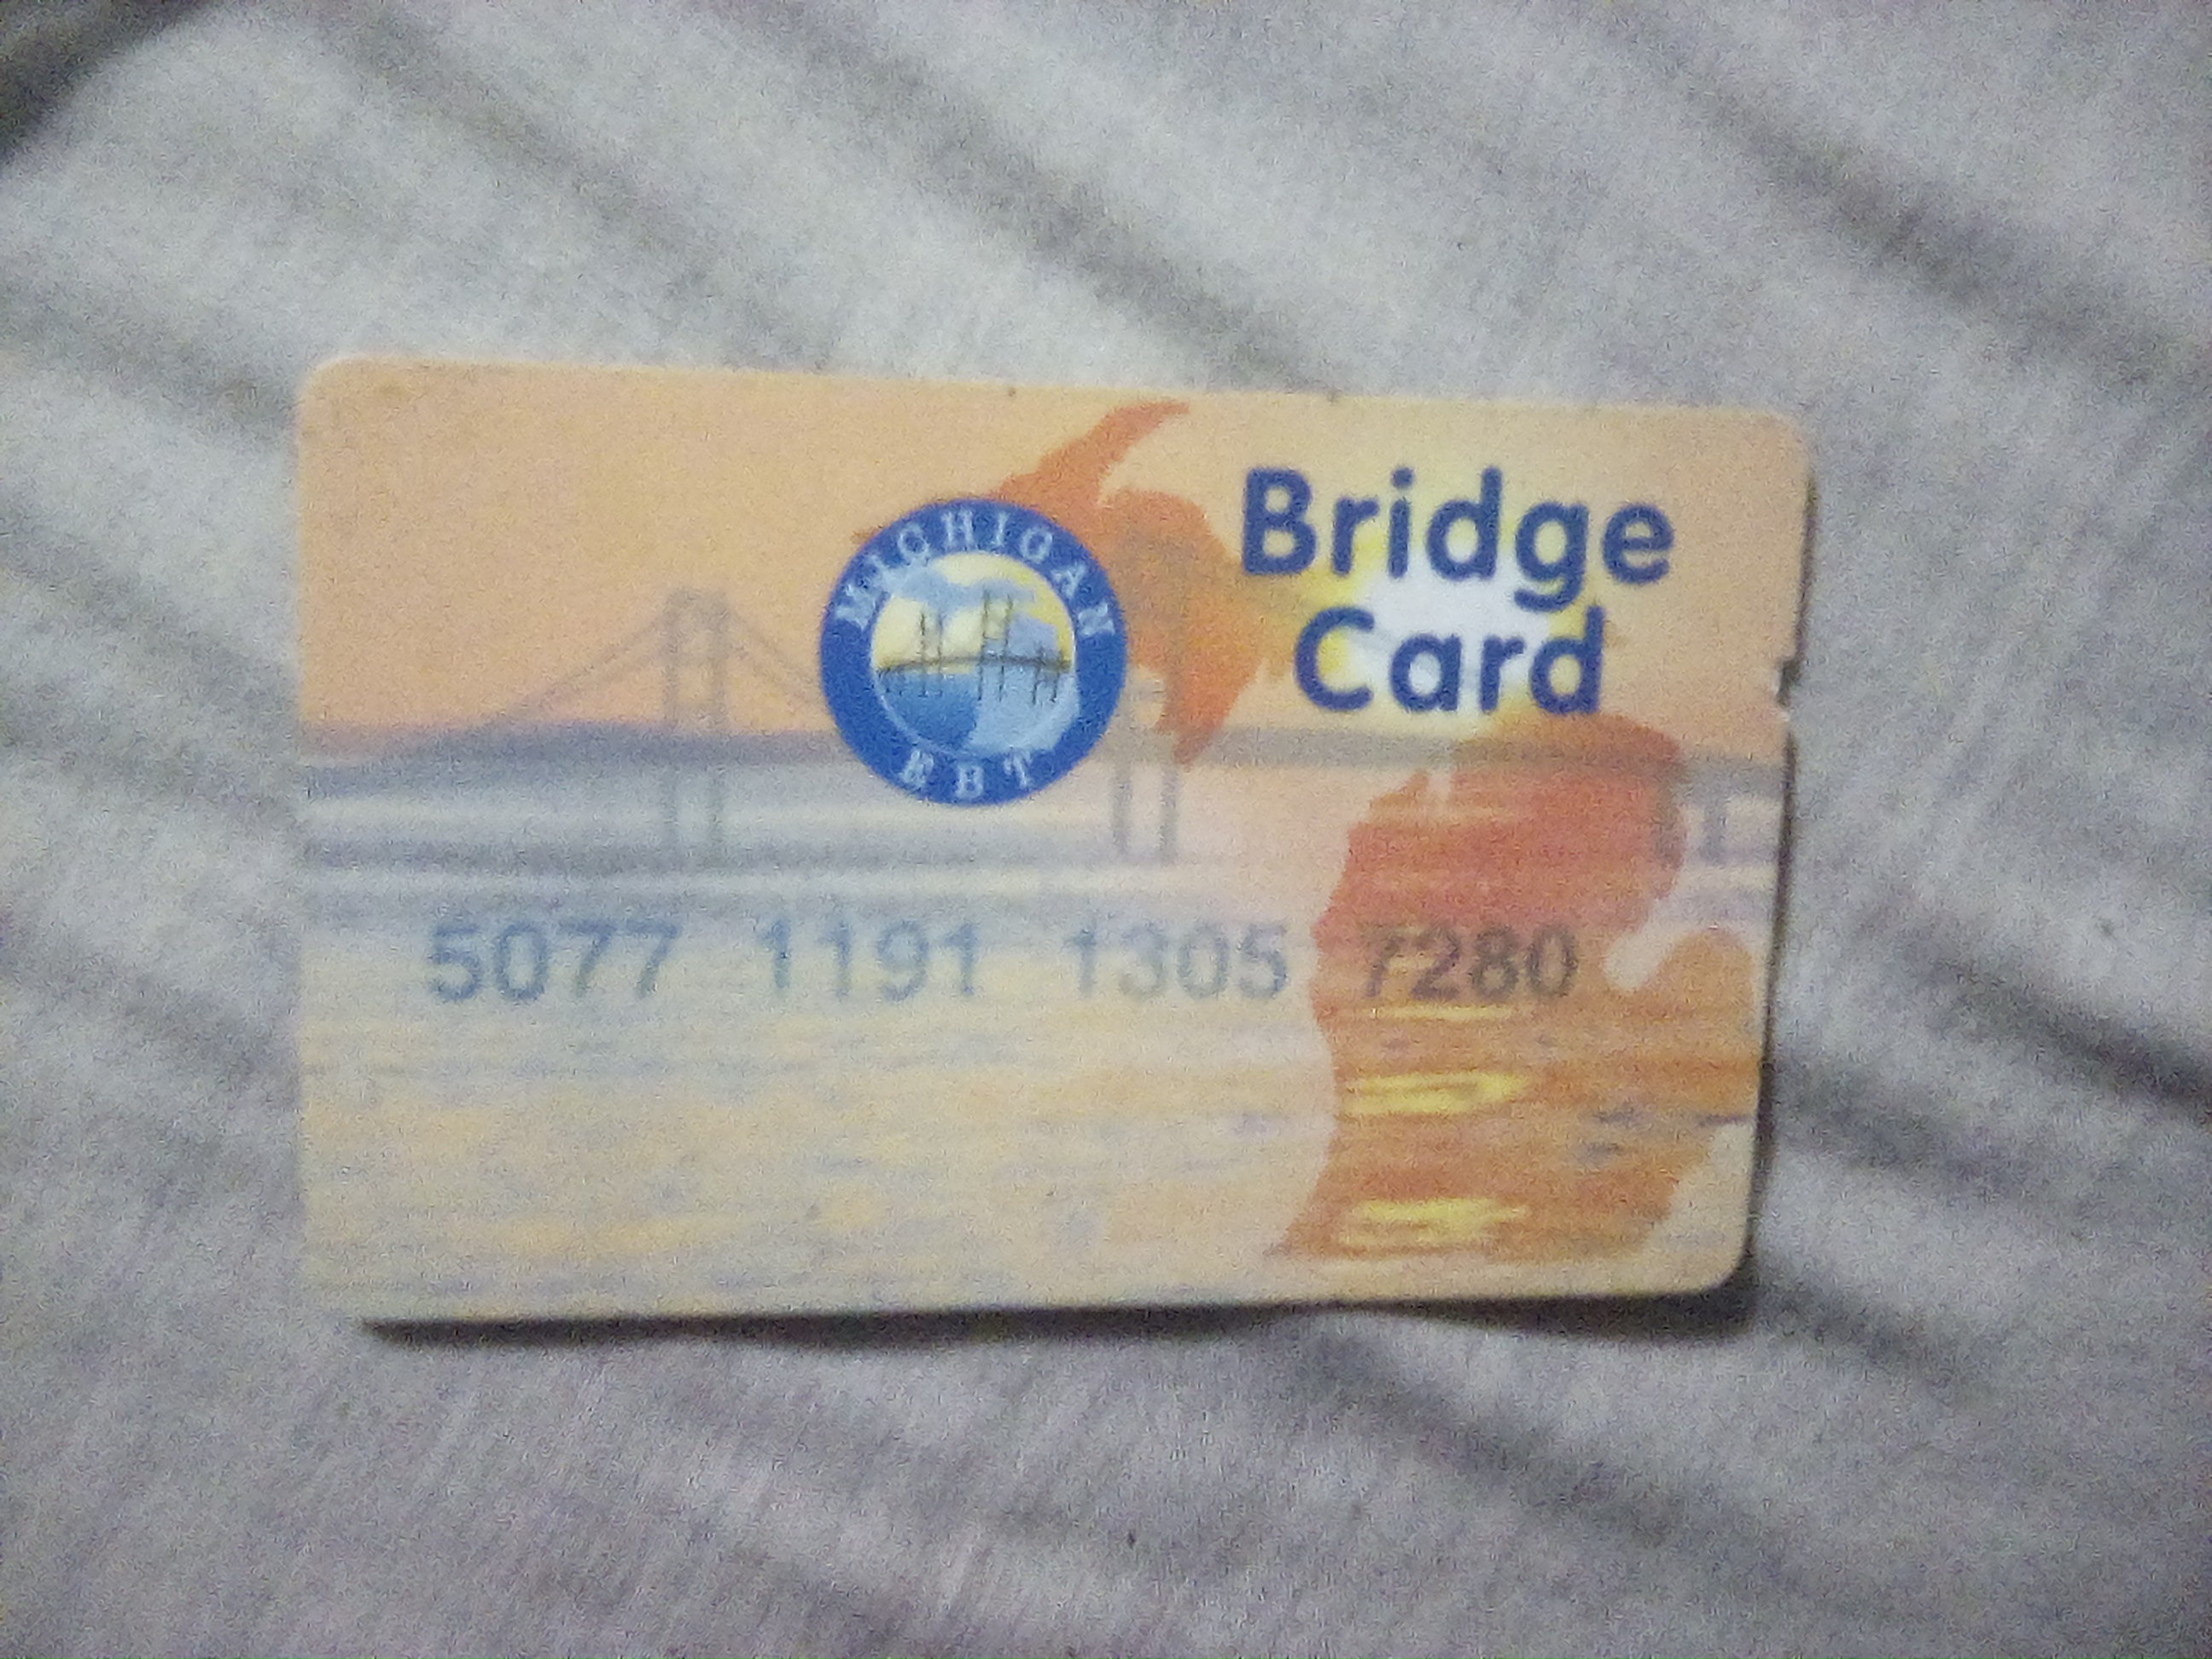 MICHIGAN
EBT
Bridge
Card
5077 1191 1305 7280